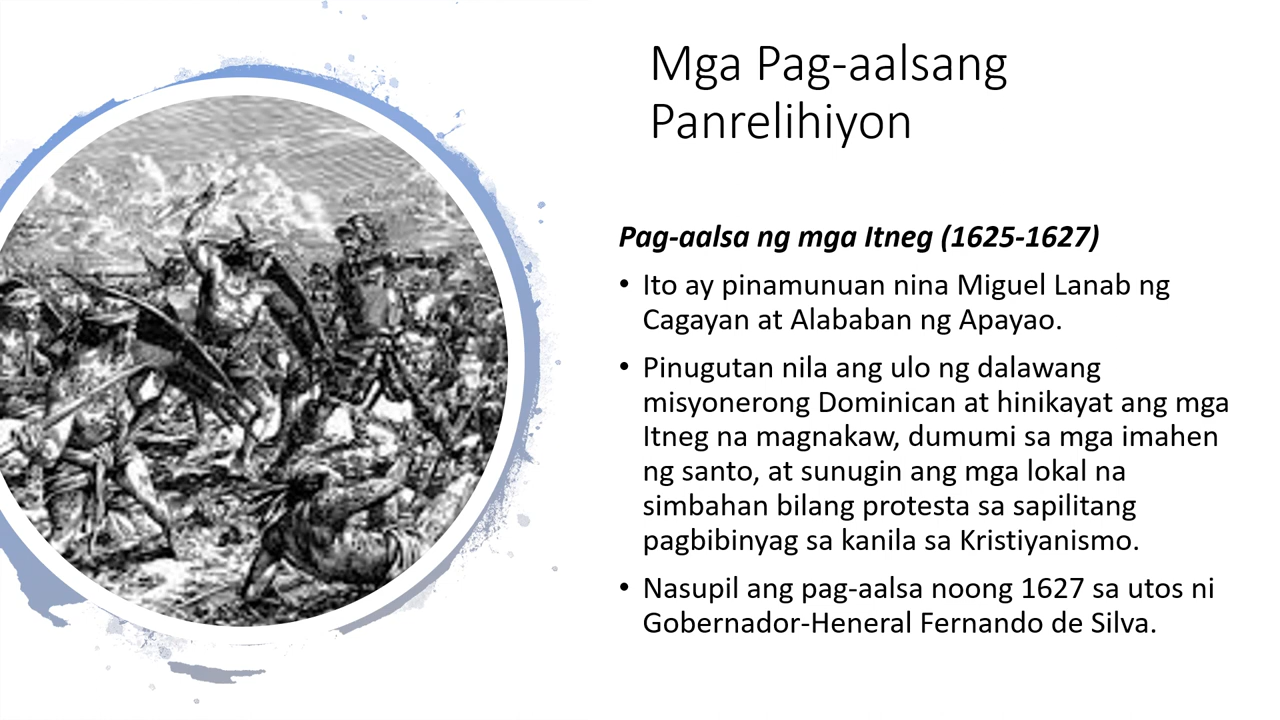 Mga Pag-aalsang
Panrelihiyon
Pag-aalsa ng mga Itneg (1625-1627)
• Ito ay pinamunuan nina Miguel Lanab ng
Cagayan at Alababan ng Apayao.
• Pinugutan nila ang ulo ng dalawang
misyonerong Dominican at hinikayat ang mga
Itneg na magnakaw, dumumi sa mga imahen
ng santo, at sunugin ang mga lokal na
simbahan bilang protesta sa sapilitang
pagbibinyag sa kanila sa Kristiyanismo.
• Nasupil ang pag-aalsa noong 1627 sa utos ni
Gobernador-Heneral Fernando de Silva.